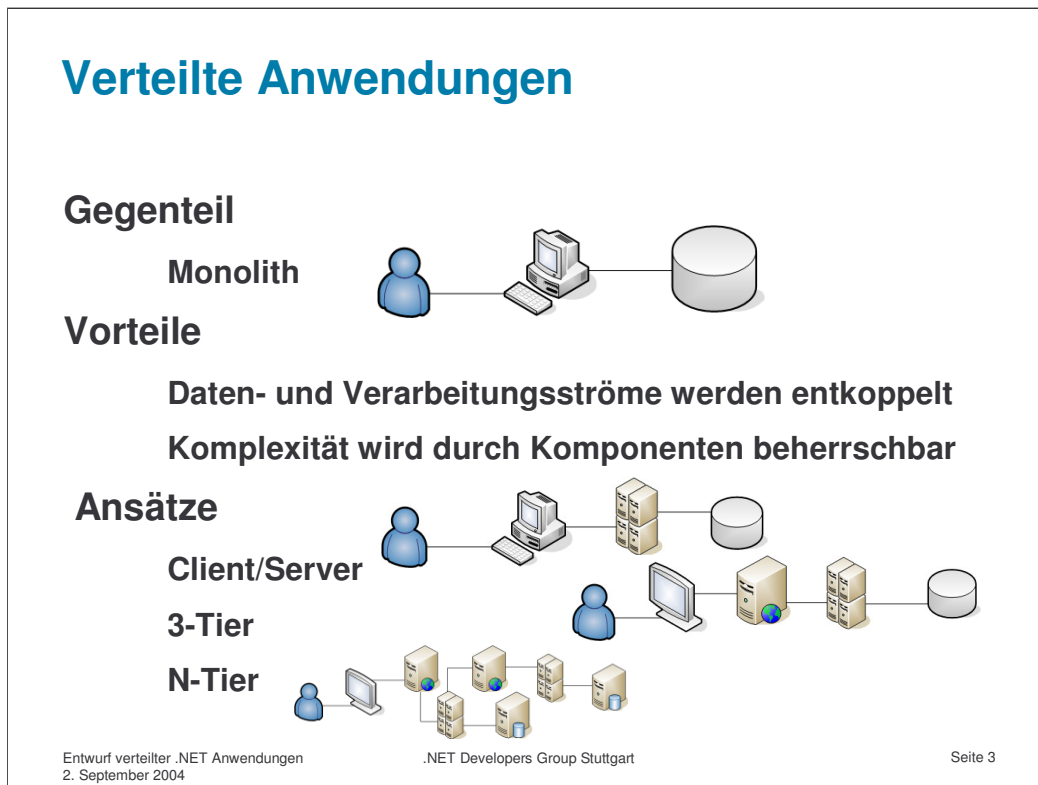 Verteilte Anwendungen
Gegenteil
Monolith
Vorteile
Daten- und Verarbeitungsströme werden entkoppelt
Komplexität wird durch Komponenten beherrschbar
Ansätze
Client/Server
3-Tier
N-Tier
Entwurf verteilter .NET Anwendungen
2. September 2004
.NET Developers Group Stuttgart
Seite 3